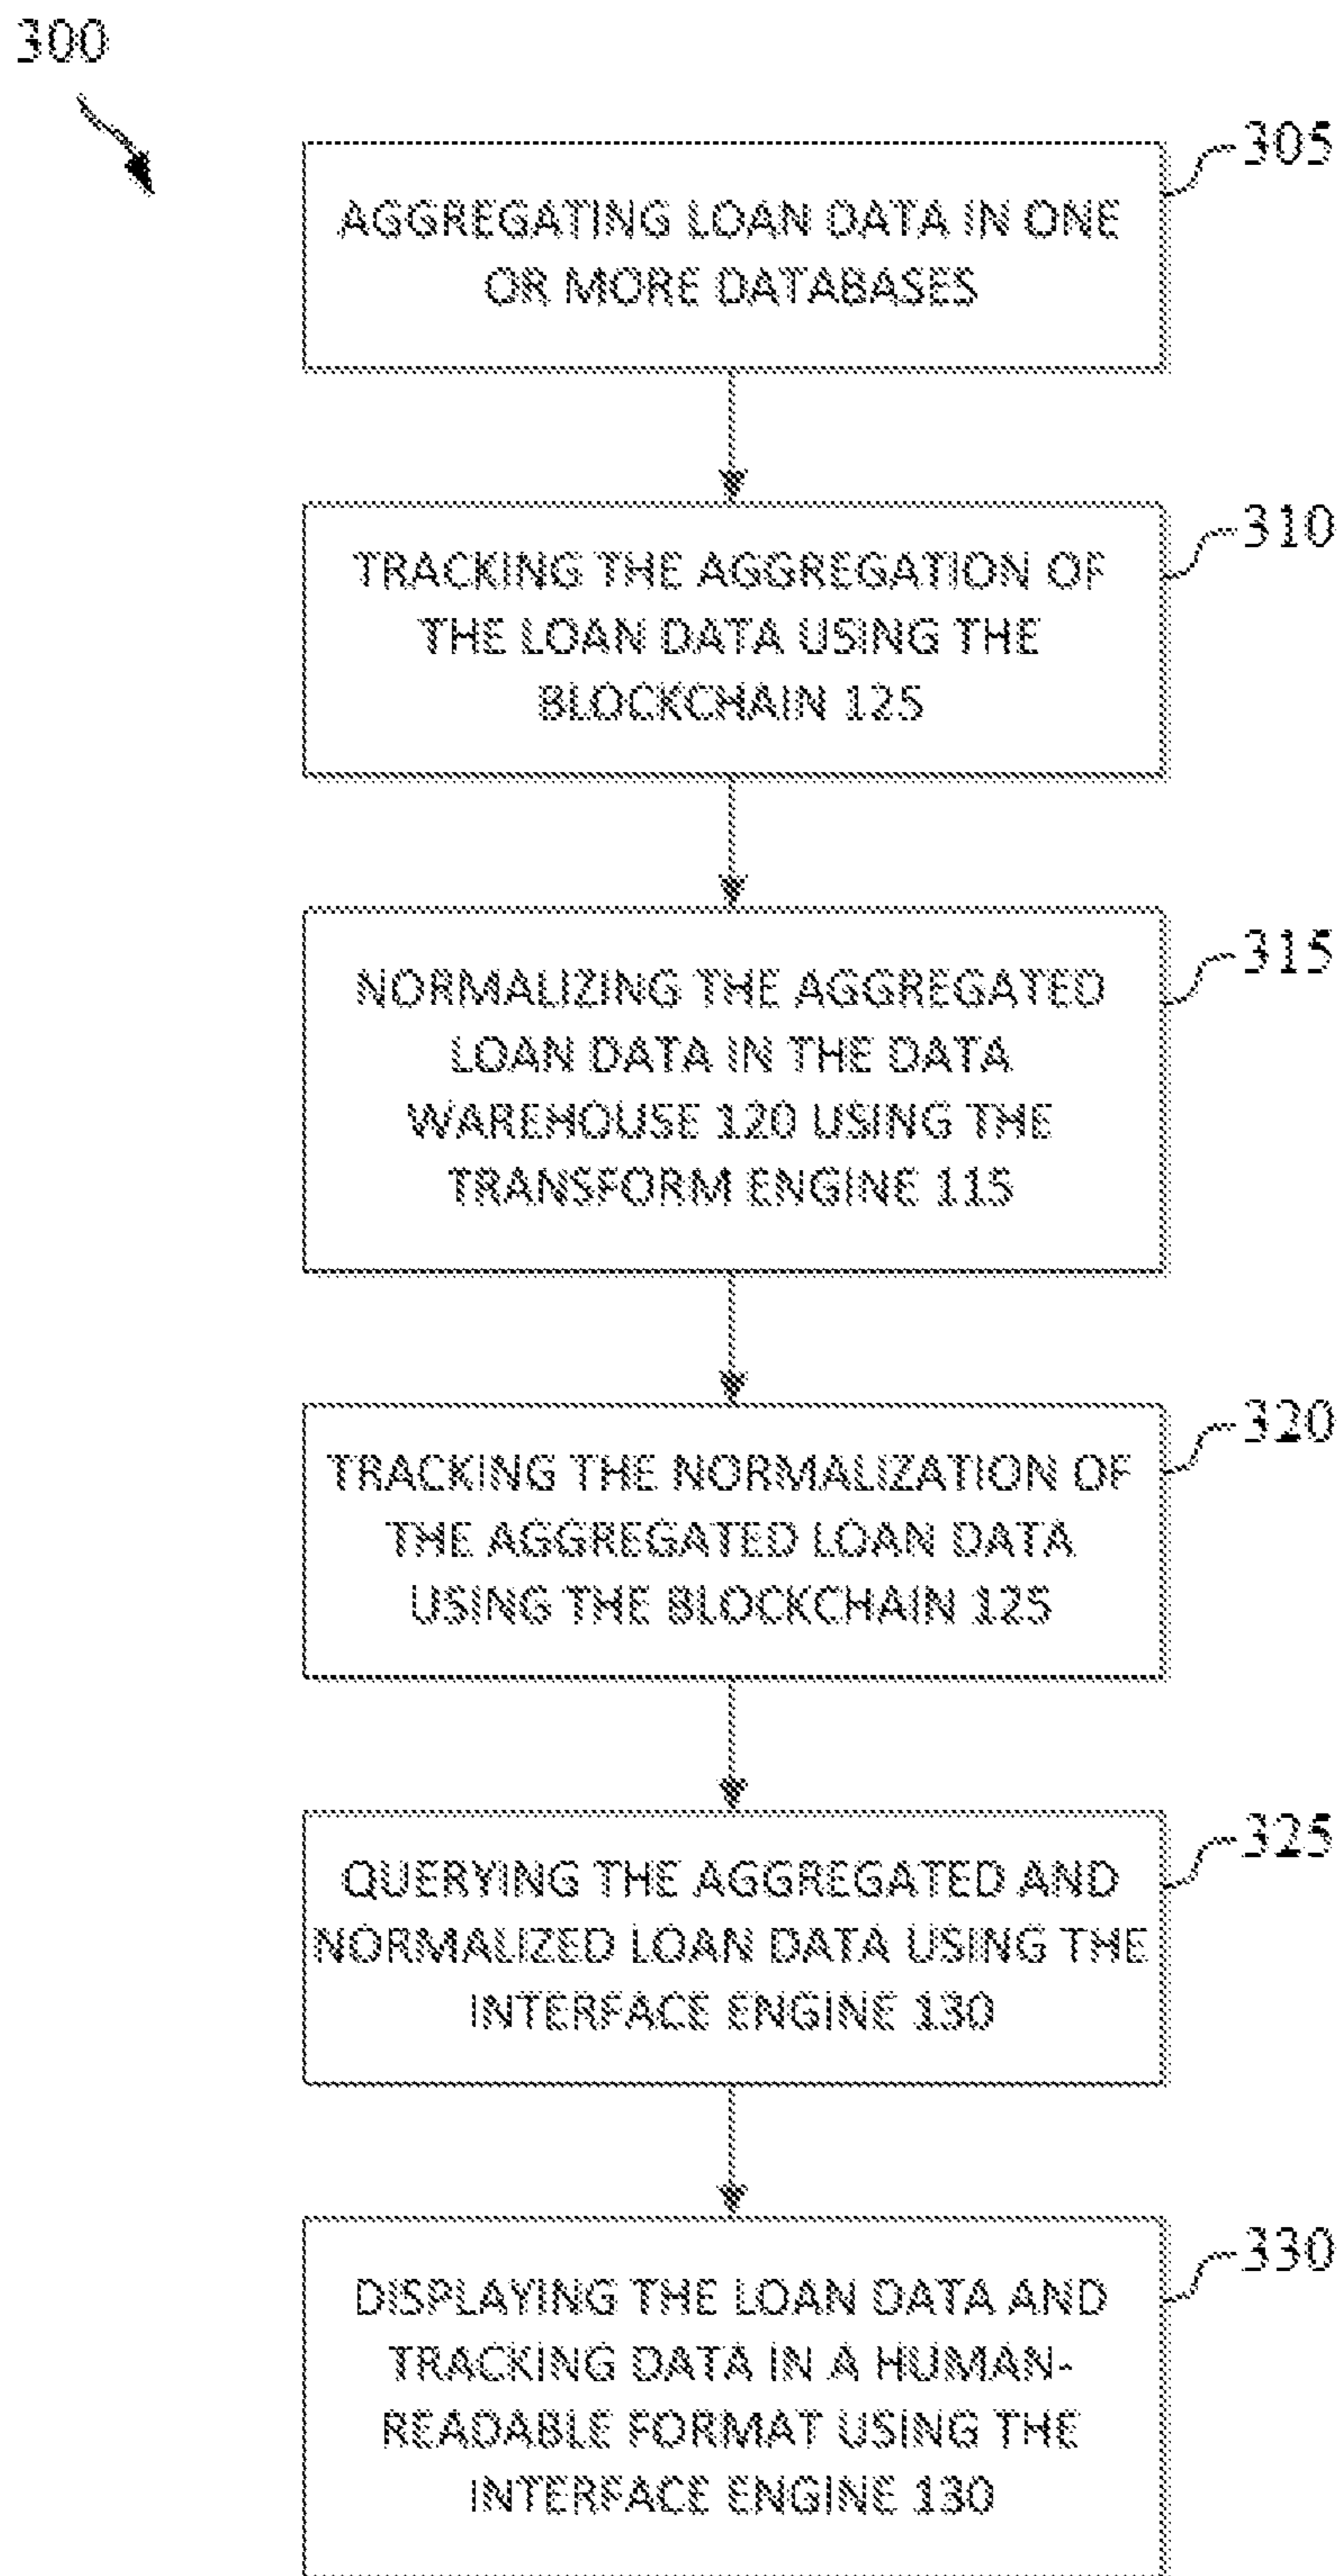 300
305
AGGREGATING LOAN DATA IN ONE
OR MORE DATABASES
310
TRACKING THE AGGREGATION OF
THE LOAN DATA USING THE
BLOCKCHAIN 125
315
NORMALIZING THE AGGREGATED
LOAN DATA IN THE DATA
WAREHOUSE 120 USING THE
TRANSFORM ENGINE 115
320
TRACKING THE NORMALIZATION OF
THE AGGREGATED LOAN DATA
USING THE BLOCKCHAIN 125
325
QUERYING THE AGGREGATED AND
NORMALIZED LOAN DATA USING THE
INTERFACE ENGINE 130
330
DISPLAYING THE LOAN DATA AND
TRACKING DATA IN A HUMAN-
READABLE FORMAT USING THE
INTERFACE ENGINE 130